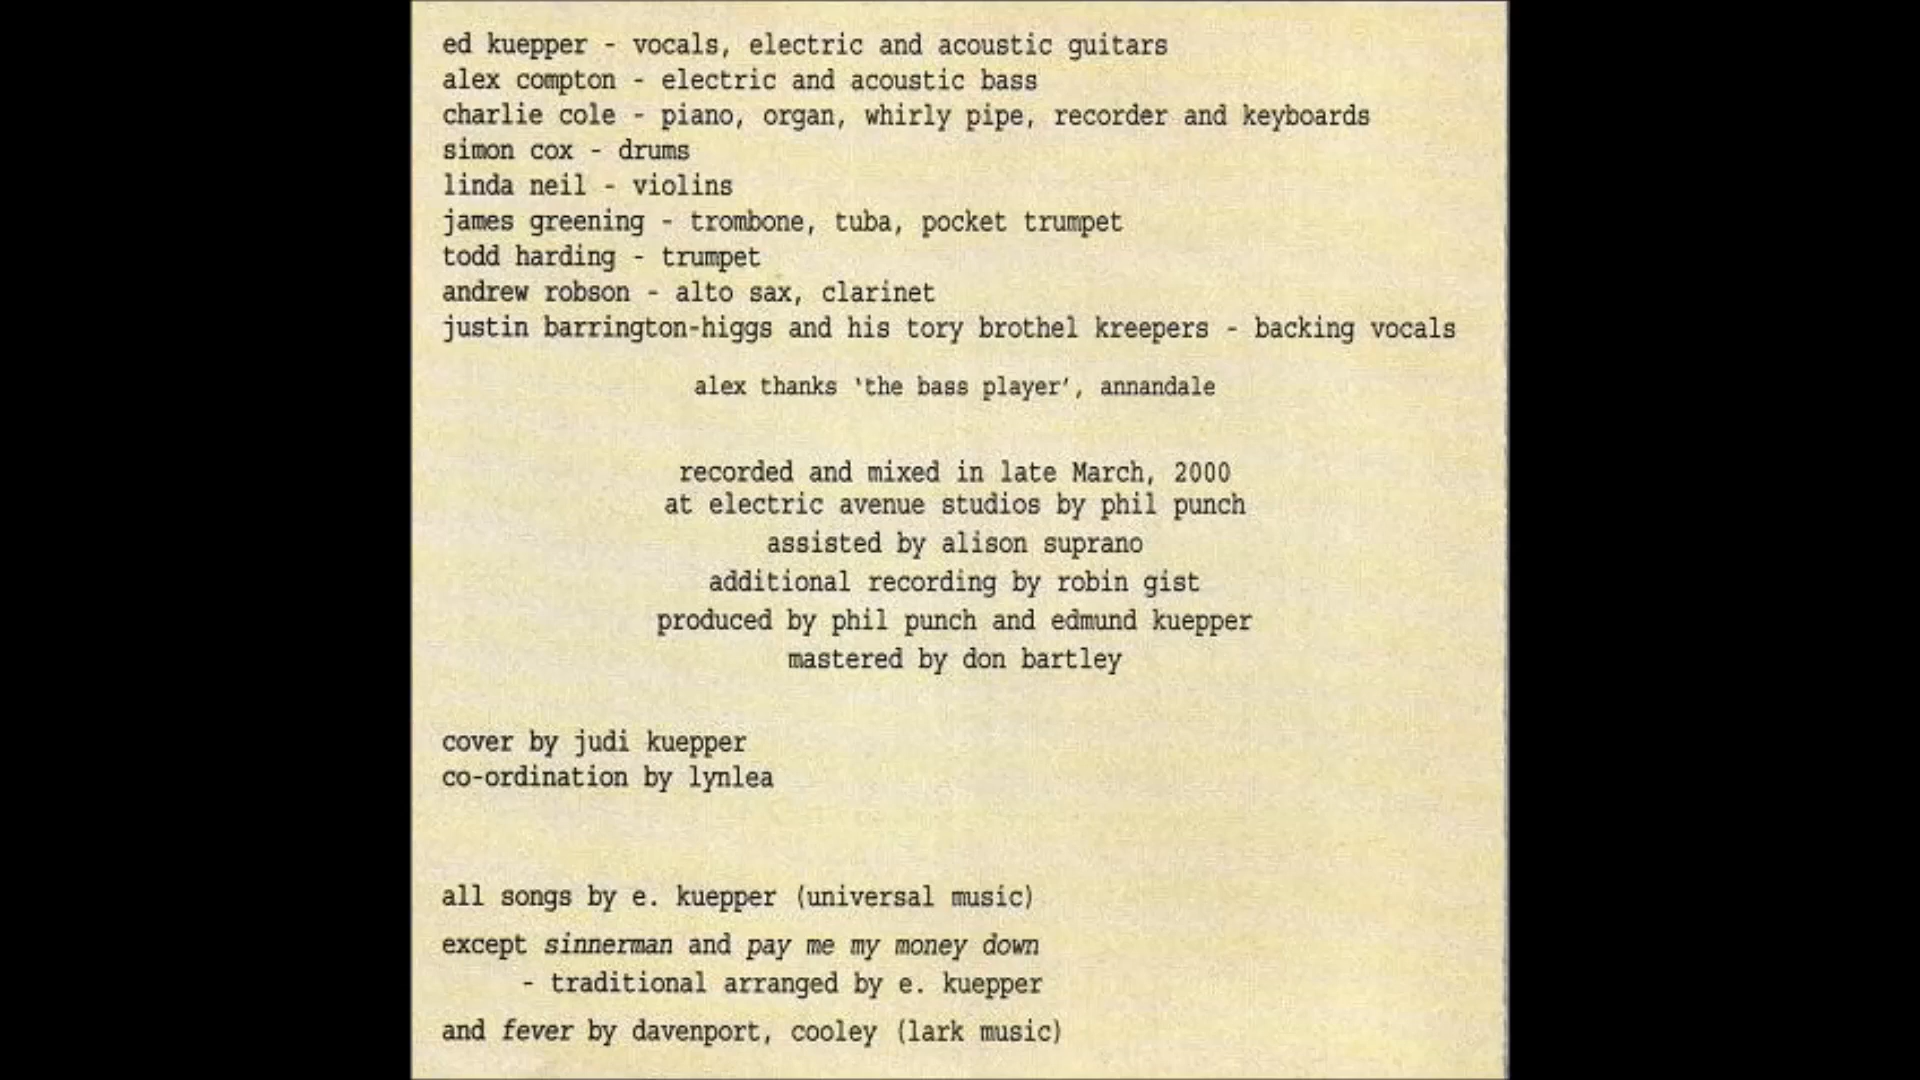 ed kuepper - vocals, electric and acoustic guitars
alex compton - electric and acoustic bass
charlie cole - piano, organ, whirly pipe, recorder and keyboards
simon cox - drums
linda neil - violins
james greening - trombone, tuba, pocket trumpet
todd harding - trumpet
andrew robson - alto sax, clarinet
justin barrington-higgs and his tory brothel kreepers - backing vocals
alex thanks 'the bass player', annandale
recorded and mixed in late March, 2000
at electric avenue studios by phil punch
assisted by alison suprano
additional recording by robin gist
produced by phil punch and edmund kuepper
mastered by don bartley
cover by judi kuepper
co-ordination by lynlea
all songs by e. kuepper (universal music)
except sinnerman and pay me my money down
- traditional arranged by e. kuepper
and fever by davenport, cooley (lark music)